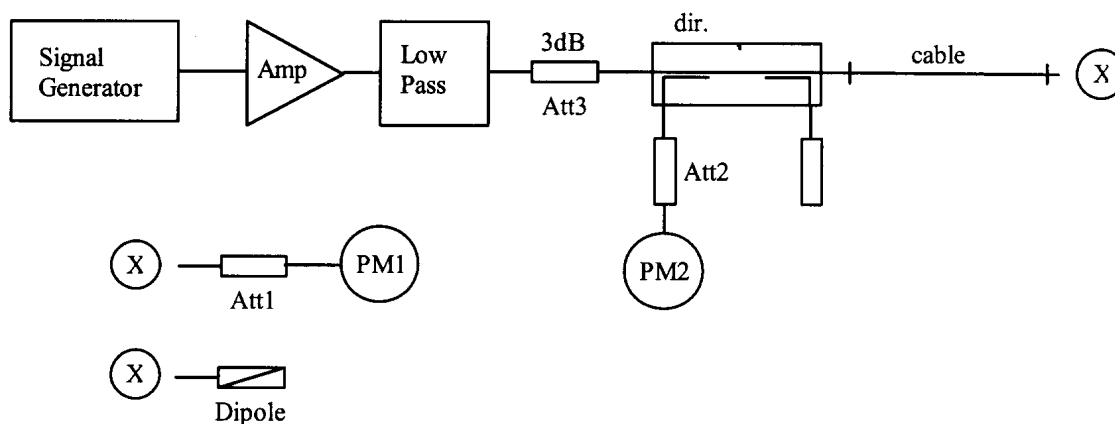 Signal
Generator
Amp
Low
Pass
3dB
Att3
dir.
cable
X
Att2
PM2
X
Att1
PM1
X
Dipole